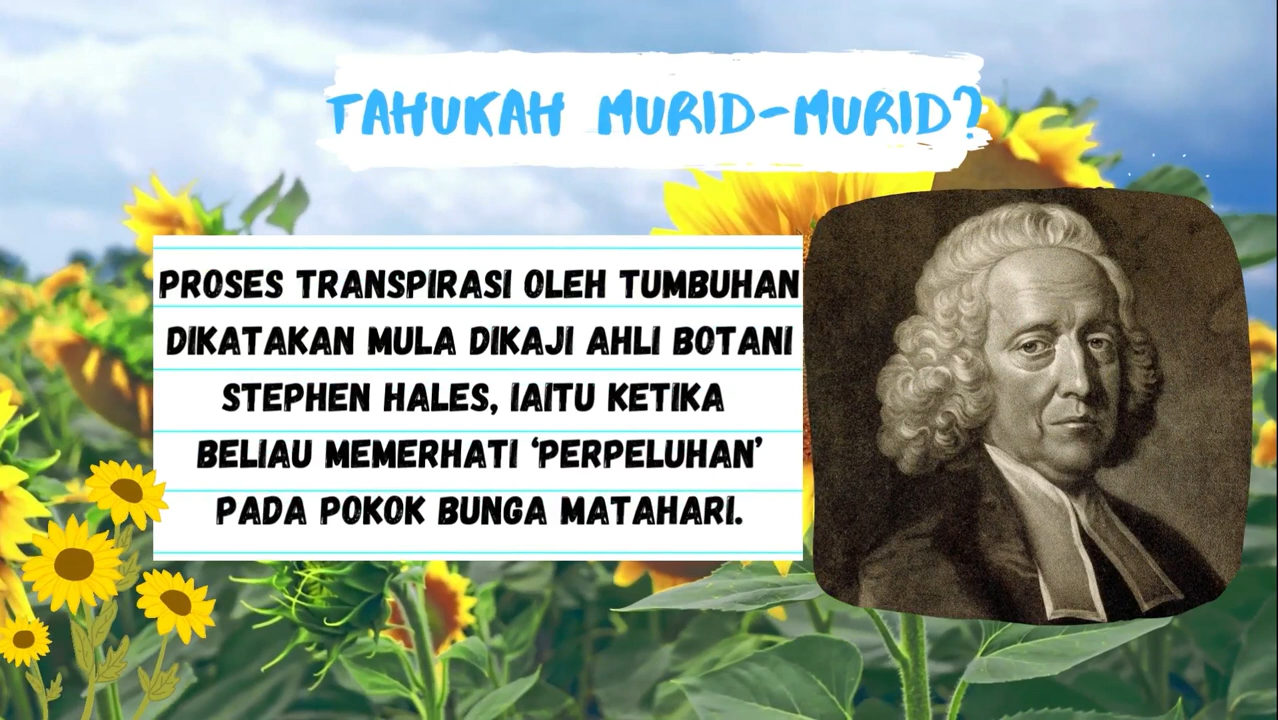 TAHUKAH MURID-MURID?
PROSES TRANSPIRASI OLEH TUMBUHAN
DIKATAKAN MULA DIKAJI AHLI BOTANI
STEPHEN HALES, IAITU KETIKA
BELIAU MEMERHATI ‘PERPELUHAN’
PADA POKOK BUNGA MATAHARI.